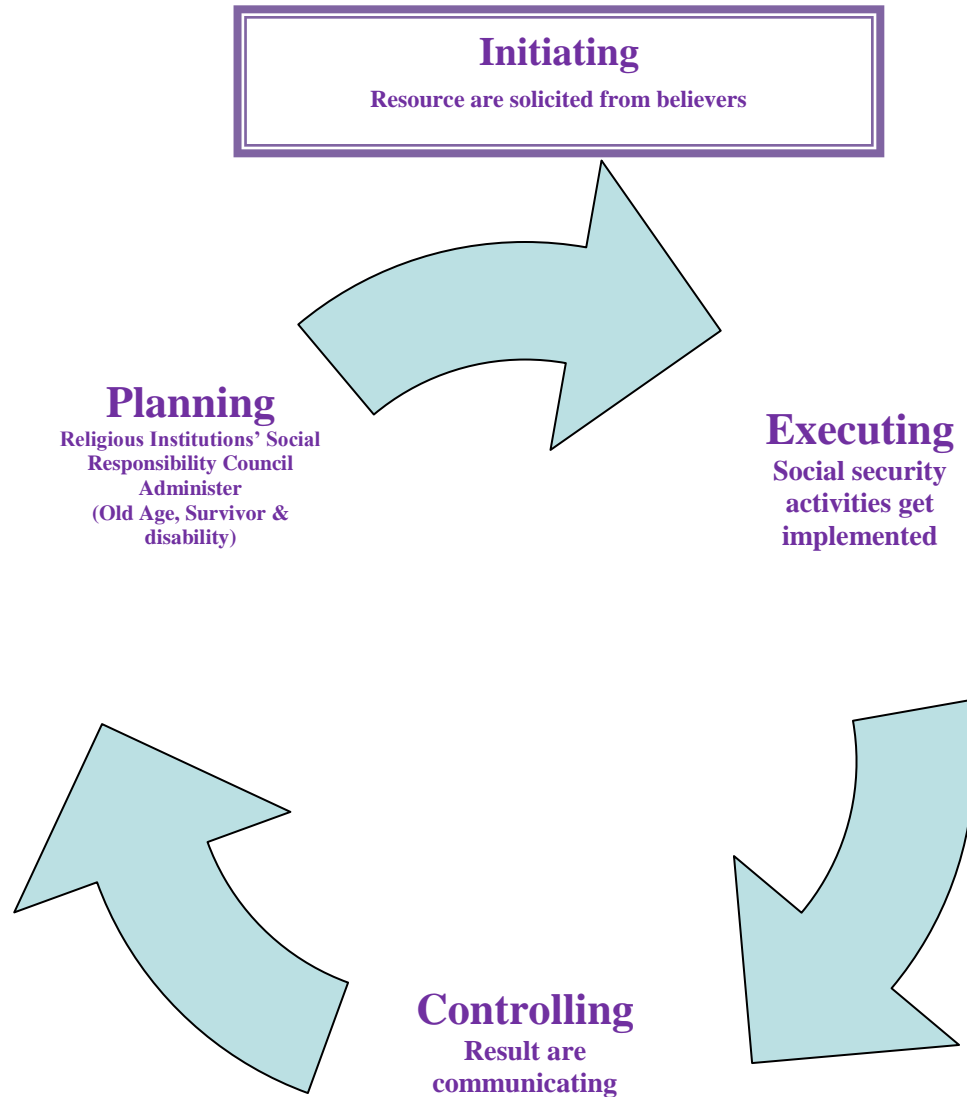 Initiating
Resource are solicited from believers
Planning
Religious Institutions’ Social
Responsibility Council
Administer
(Old Age, Survivor &
disability)
Executing
Social security
activities get
implemented
Controlling
Result are
communicating